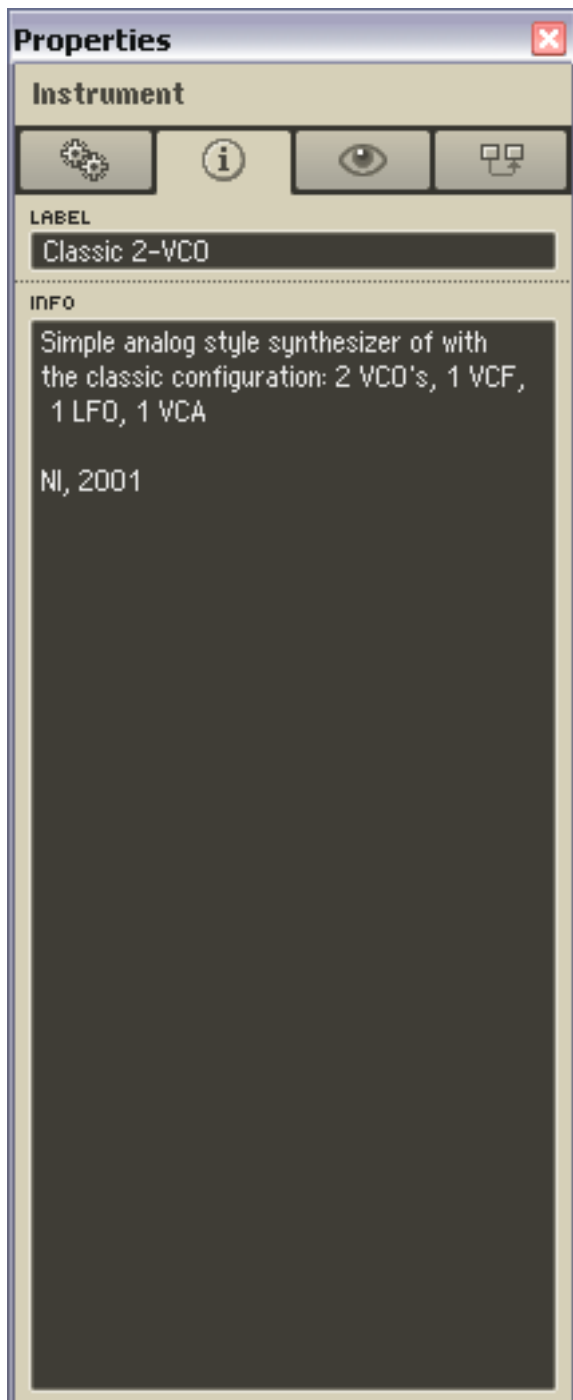 Properties
Instrument
LABEL
Classic 2-VCO
INFO
Simple analog style synthesizer of with
the classic configuration: 2 VCO's, 1 VCF,
1 LFO, 1 VCA
NI, 2001